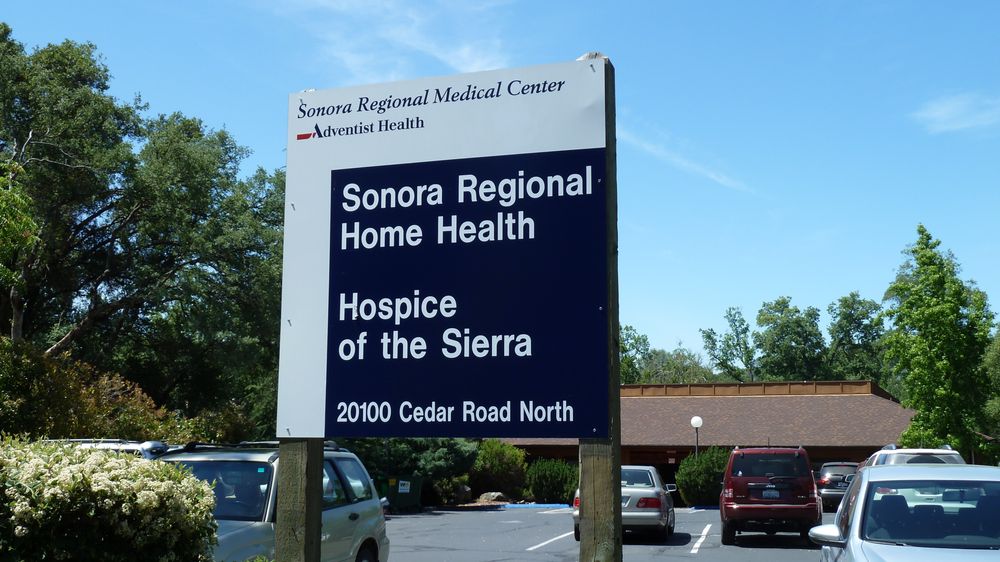 Sonora Regional Medical Center
Adventist Health
Sonora Regional
Home Health
Hospice
of the Sierra
20100 Cedar Road North